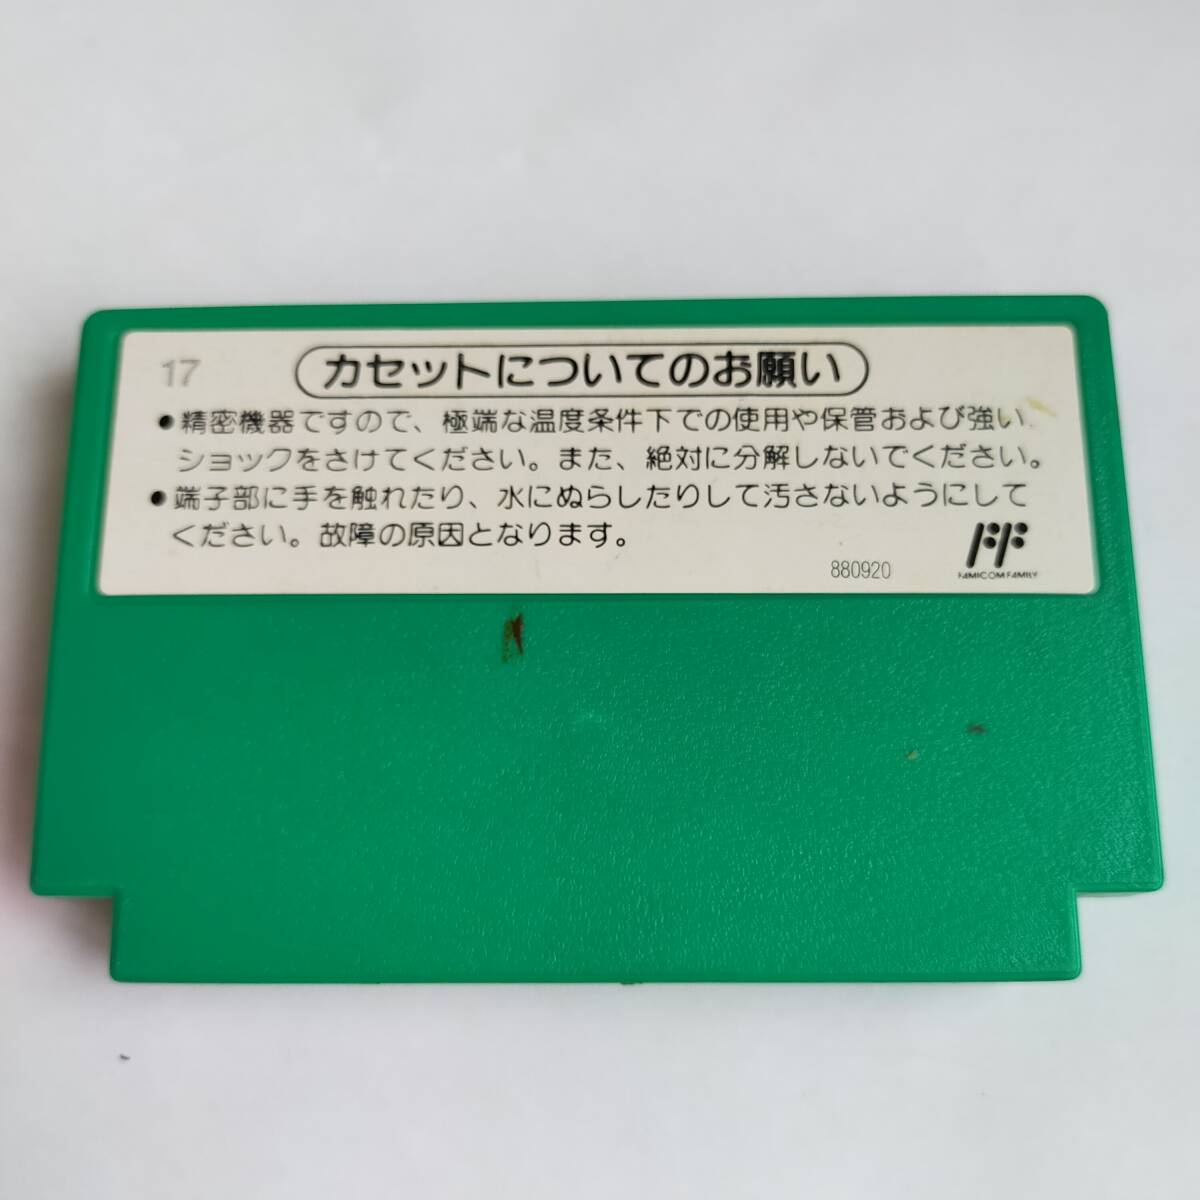 17
カセットについてのお願い
●精密機器ですので、極端な温度条件下での使用や保管および強い
ショックをさけてください。また、絶対に分解しないでください。
●端子部に手を触れたり、水にぬらしたりして汚さないようにして
ください。故障の原因となります。
880920
FAMICOM FAMILY